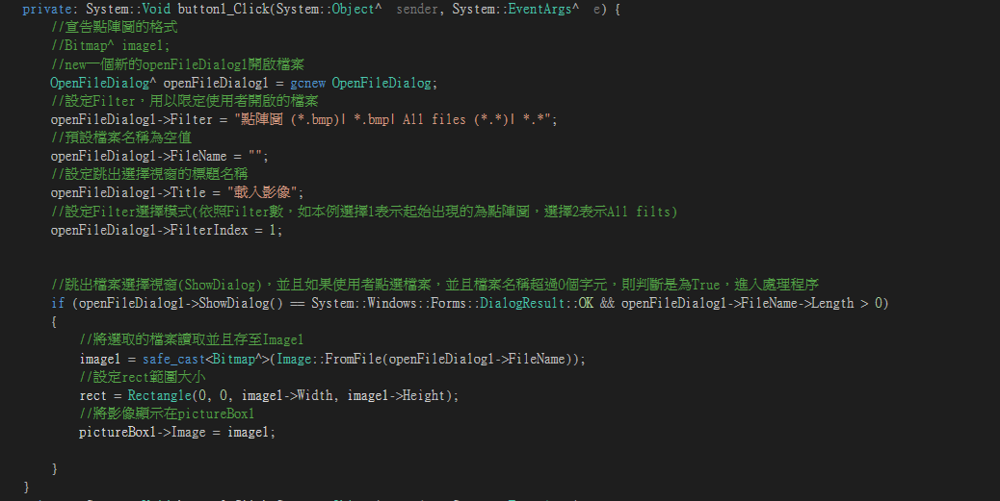 private: System::Void button1_Click(System::Object^  sender, System::EventArgs^  e) {
//宣告點陣圖的格式
//Bitmap^ image1;
//new一個新的openFileDialog1開啟檔案
OpenFileDialog^ openFileDialog1 = gcnew OpenFileDialog;
//設定Filter，用以限定使用者開啟的檔案
openFileDialog1->Filter = "點陣圖 (*.bmp)| *.bmp| All files (*.*)| *.*";
//預設檔案名稱為空值
openFileDialog1->FileName = "";
//設定跳出選擇視窗的標題名稱
openFileDialog1->Title = "載入影像";
//設定Filter選擇模式(依照Filter數，如本例選擇1表示起始出現的為點陣圖，選擇2表示All filts)
openFileDialog1->FilterIndex = 1;
//跳出檔案選擇視窗(ShowDialog)，並且如果使用者點選檔案，並且檔案名稱超過0個字元，則判斷是為True，進入處理程序
if (openFileDialog1->ShowDialog() == System::Windows::Forms::DialogResult::OK && openFileDialog1->FileName->Length > 0)
{
//將選取的檔案讀取並且存至Image1
image1 = safe_cast<Bitmap^>(Image::FromFile(openFileDialog1->FileName));
//設定rect範圍大小
rect = Rectangle(0, 0, image1->Width, image1->Height);
//將影像顯示在pictureBox1
pictureBox1->Image = image1;
}
}